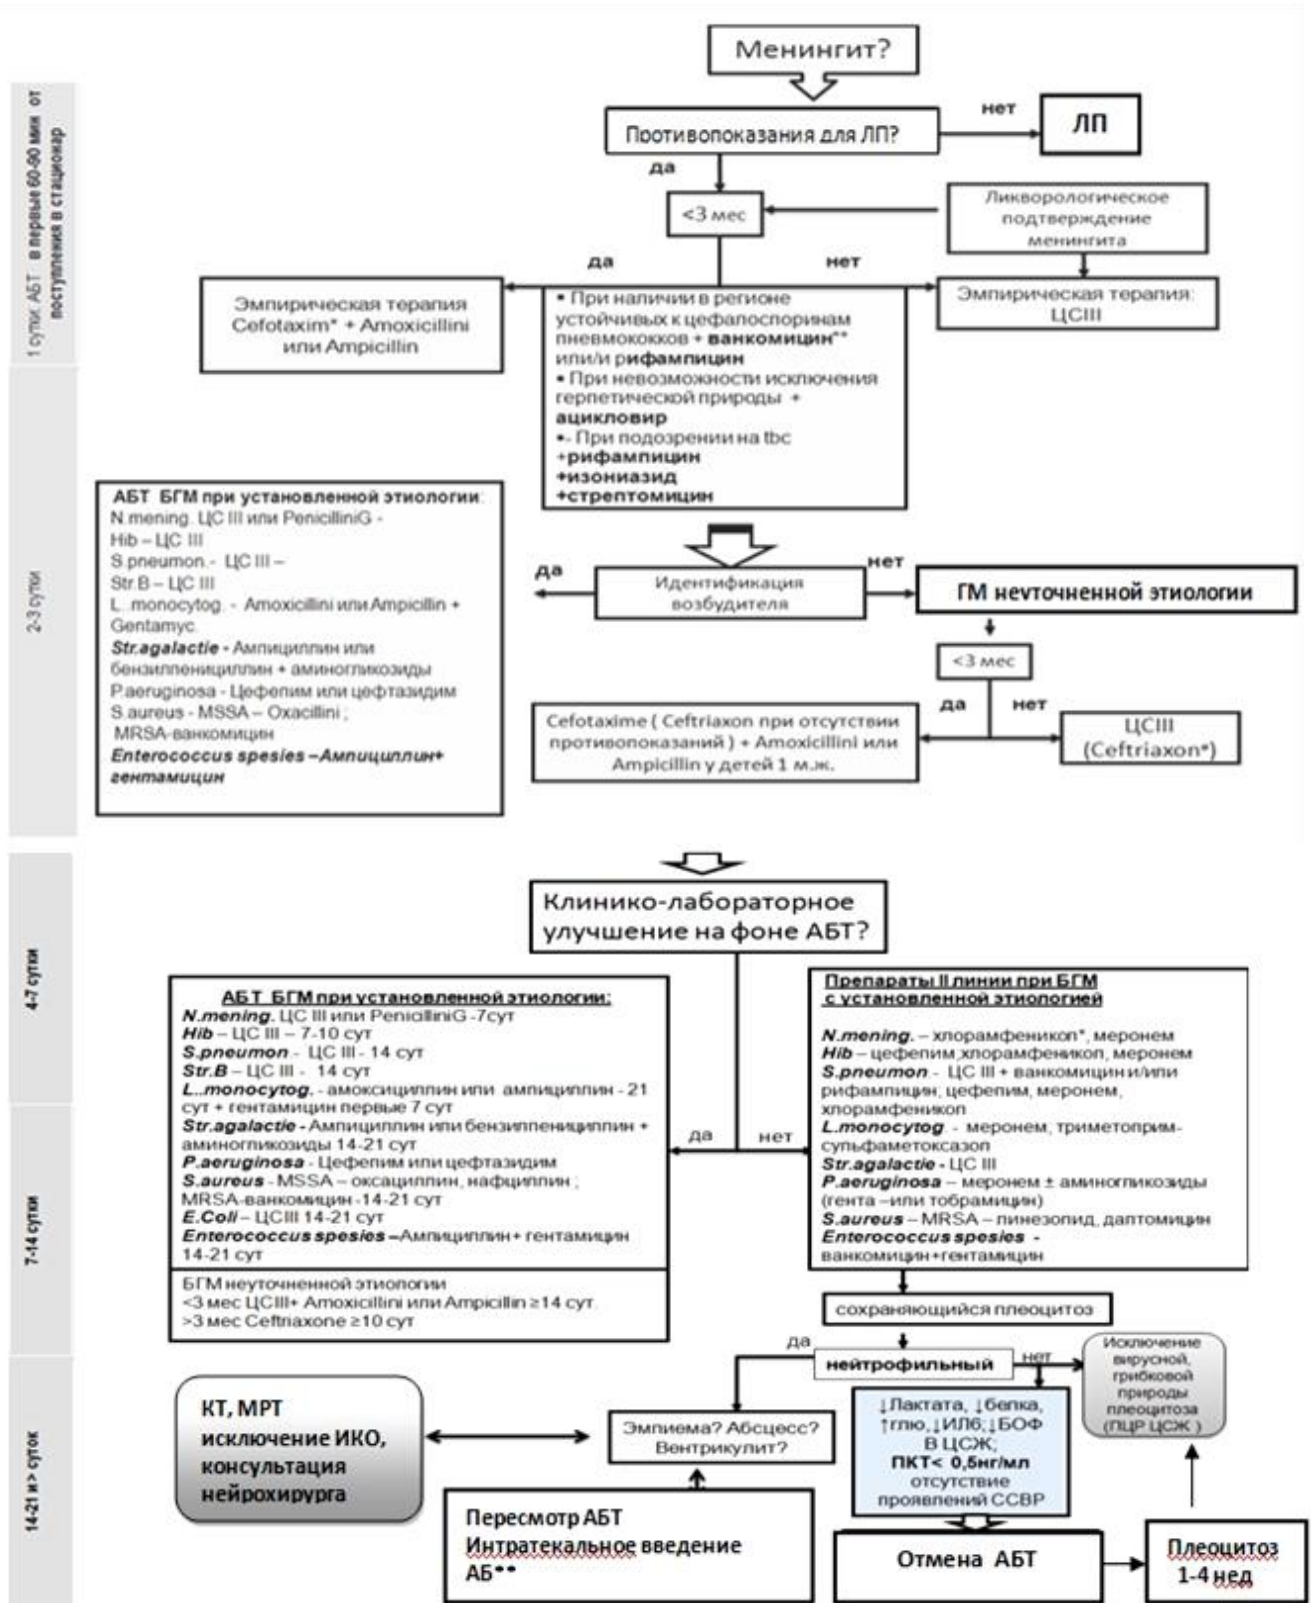 Менингит?
1 сутки. АБТ в первые 60-90 мин от
поступления в стационар
Противопоказания для ЛП?
нет
ЛП
да
<3 мес
Ликворологическое
подтверждение
менингита
да
нет
Эмпирическая терапия
Cefotaxim* + Amoxicillini
или Ampicillin
• При наличии в регионе
устойчивых к цефалоспоринам
пневмококков + ванкомицин**
или/и рифампицин
• При невозможности исключения
герпетической природы +
ацикловир
•- При подозрении на tbc
+рифампицин
+изониазид
+стрептомицин
Эмпирическая терапия:
ЦСIII
2-3 сутки
АБТ БГМ при установленной этиологии:
N.mening. ЦС III или PenicilliniG -
Hib – ЦС III
S.pneumon.- ЦС III –
Str.B – ЦС III
L..monocytog. - Amoxicillini или Ampicillin +
Gentamyc.
Str.agalactie - Ампициллин или
бензилпенициллин + аминогликозиды
P.aeruginosa - Цефепим или цефтазидим
S.aureus - MSSA – Oxacillini ;
MRSA-ванкомицин
Enterococcus spesies –Ампициллин+
гентамицин
да
Идентификация
возбудителя
нет
ГМ неуточненной этиологии
<3 мес
да
нет
Cefotaxime ( Ceftriaxon при отсутствии
противопоказаний ) + Amoxicillini или
Ampicillin у детей 1 м.ж.
ЦСIII
(Ceftriaxon*)
4-7 сутки
Клинико-лабораторное
улучшение на фоне АБТ?
АБТ БГМ при установленной этиологии:
N.mening. ЦС III или PenicilliniG -7сут
Hib – ЦС III – 7-10 сут
S.pneumon - ЦС III - 14 сут
Str.B – ЦС III - 14 сут
L...monocytog. - амоксициллин или ампициллин - 21
сут + гентамицин первые 7 сут
Str.agalactie - Ампициллин или бензилпенициллин +
аминогликозиды 14-21 сут
P.aeruginosa - Цефепим или цефтазидим
S.aureus - MSSA – оксациллин, нафциллин ;
MRSA-ванкомицин -14-21 сут
E.Coli – ЦСIII 14-21 сут
Enterococcus spesies –Ампициллин+ гентамицин
14-21 сут
БГМ неуточненной этиологии
<3 мес ЦСIII+ Amoxicillini или Ampicillin ≥14 сут.
>3 мес Ceftriaxone ≥10 сут
да
нет
Препараты II линии при БГМ
с установленной этиологией
N.mening. – хлорамфеникол*, меронем
Hib – цефепим,хлорамфеникол, меронем
S.pneumon.- ЦС III + ванкомицин и/или
рифампицин; цефепим, меронем,
хлорамфеникол
L.monocytog. - меронем, триметоприм-
сульфаметоксазол
Str.agalactie - ЦС III
P.aeruginosa – меронем ± аминогликозиды
(гента –или тобрамицин)
S.aureus – MRSA – линезолид, даптомицин
Enterococcus spesies -
ванкомицин+гентамицин
7-14 сутки
сохраняющийся плеоцитоз
да
нейтрофильный
нет
Исключение
вирусной,
грибковой
природы
плеоцитоза
(ПЦР ЦСЖ )
14-21 и > суток
КТ, МРТ
исключение ИКО,
консультация
нейрохирурга
Эмпиема? Абсцесс?
Вентрикулит?
↓Лактата, ↓белка,
↑глю,↓ИЛ6;↓БОФ
В ЦСЖ;
ПКТ< 0,5нг/мл
отсутствие
проявлений ССВР
Пересмотр АБТ
Интратекальное введение
АБ**
Отмена АБТ
Плеоцитоз
1-4 нед